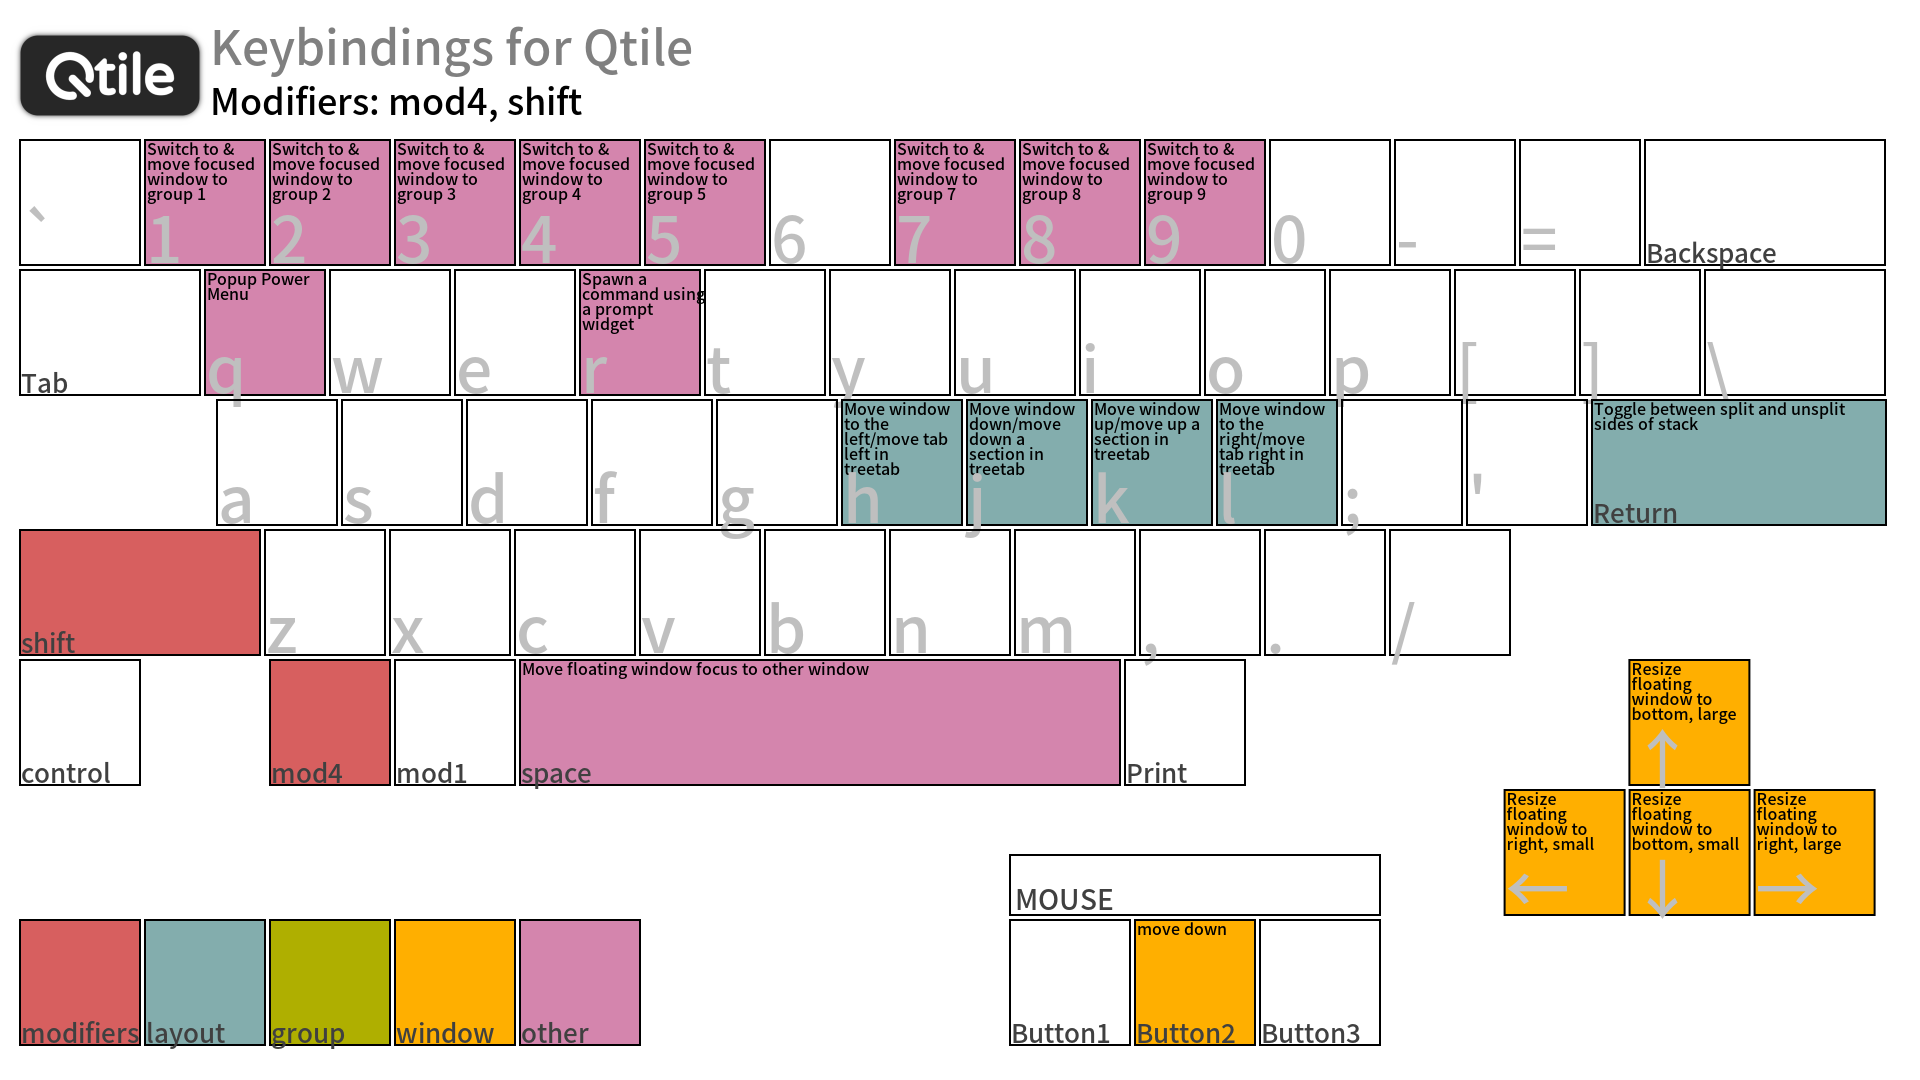 Qtile
Keybindings for Qtile
Modifiers: mod4, shift
`
Switch to &
move focused
window to
group 1
1
Switch to &
move focused
window to
group 2
2
Switch to &
move focused
window to
group 3
3
Switch to &
move focused
window to
group 4
4
Switch to &
move focused
window to
group 5
5
6
Switch to &
move focused
window to
group 7
7
Switch to &
move focused
window to
group 8
8
Switch to &
move focused
window to
group 9
9
0
-
=
Backspace
Tab
Popup Power
Menu
q
w
e
Spawn a
command using
a prompt
widget
r
t
y
u
i
o
p
[
]
\
a
s
d
f
g
Move window
to the
left/move tab
left in
treetab
h
Move window
down/move
down a
section in
treetab
j
Move window
up/move up a
section in
treetab
k
Move window
to the
right/move
tab right in
treetab
l
;
'
Toggle between split and unsplit
sides of stack
Return
shift
z
x
c
v
b
n
m
,
.
/
control
mod4
mod1
Move floating window focus to other window
space
Print
Resize
floating
window to
bottom, large
↑
Resize
floating
window to
right, small
←
Resize
floating
window to
bottom, small
↓
Resize
floating
window to
right, large
→
MOUSE
modifiers
layout
group
window
other
Button1
move down
Button2
Button3